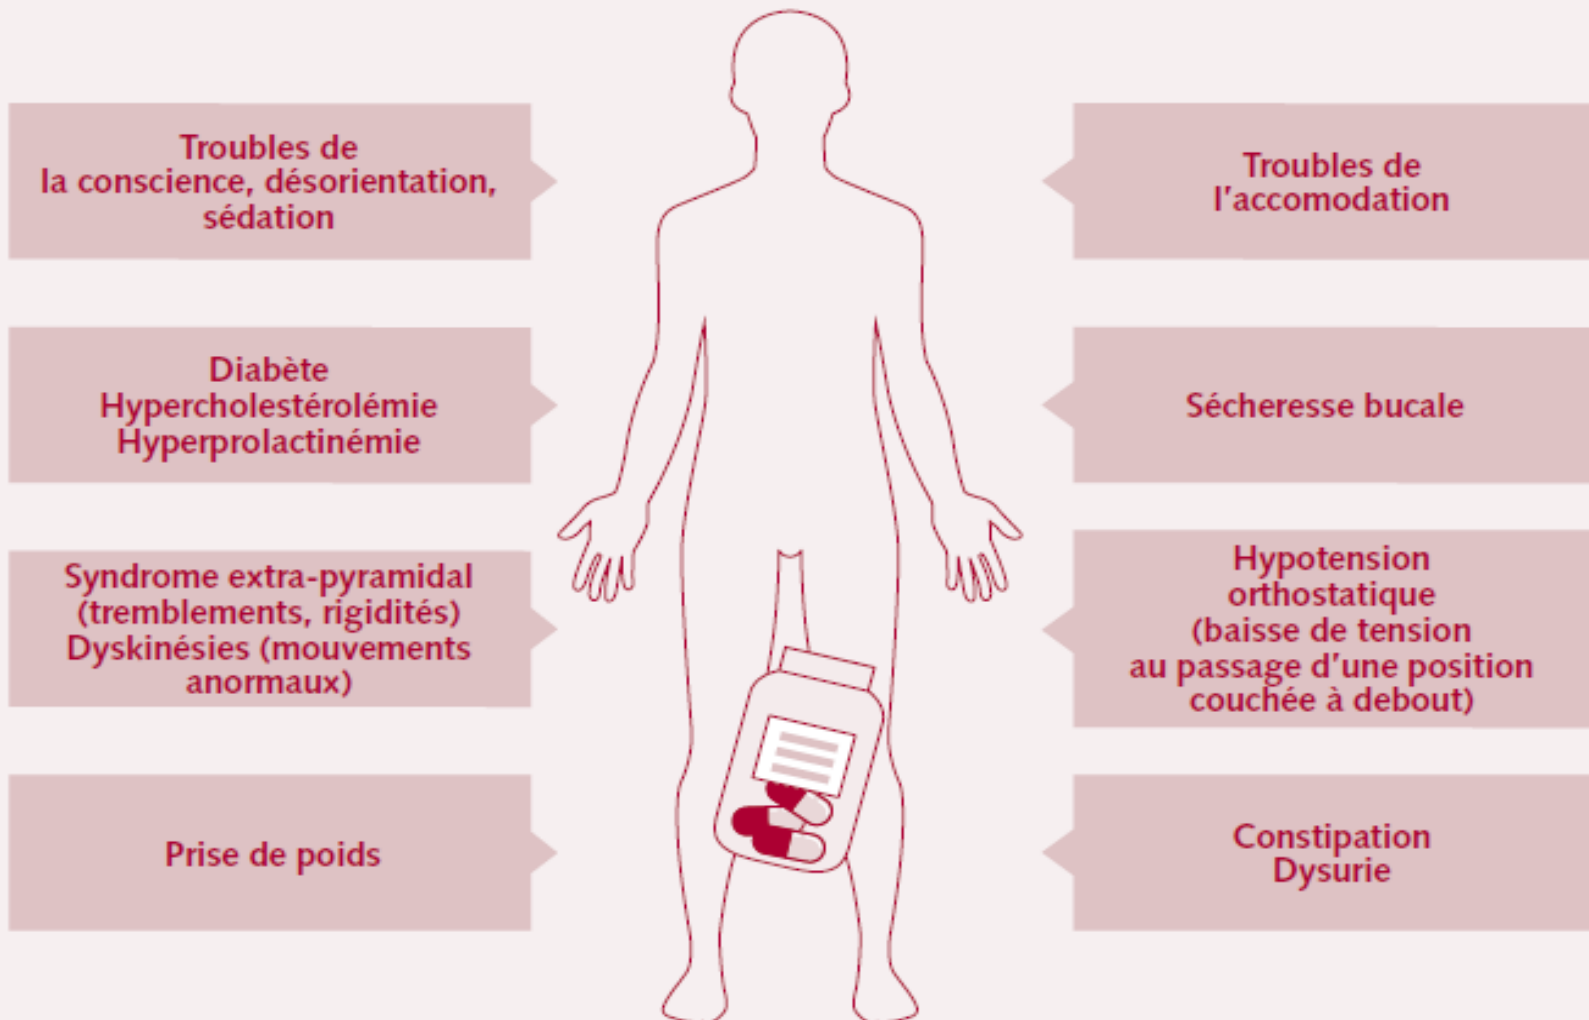 Troubles de
la conscience, désorientation,
sédation
Diabète
Hypercholestérolémie
Hyperprolactinémie
Syndrome extra-pyramidal
(tremblements, rigidités)
Dyskinésies (mouvements
anormaux)
Prise de poids
Troubles de
l'accomodation
Sécheresse bucale
Hypotension
orthostatique
(baisse de tension
au passage d'une position
couchée à debout)
Constipation
Dysurie